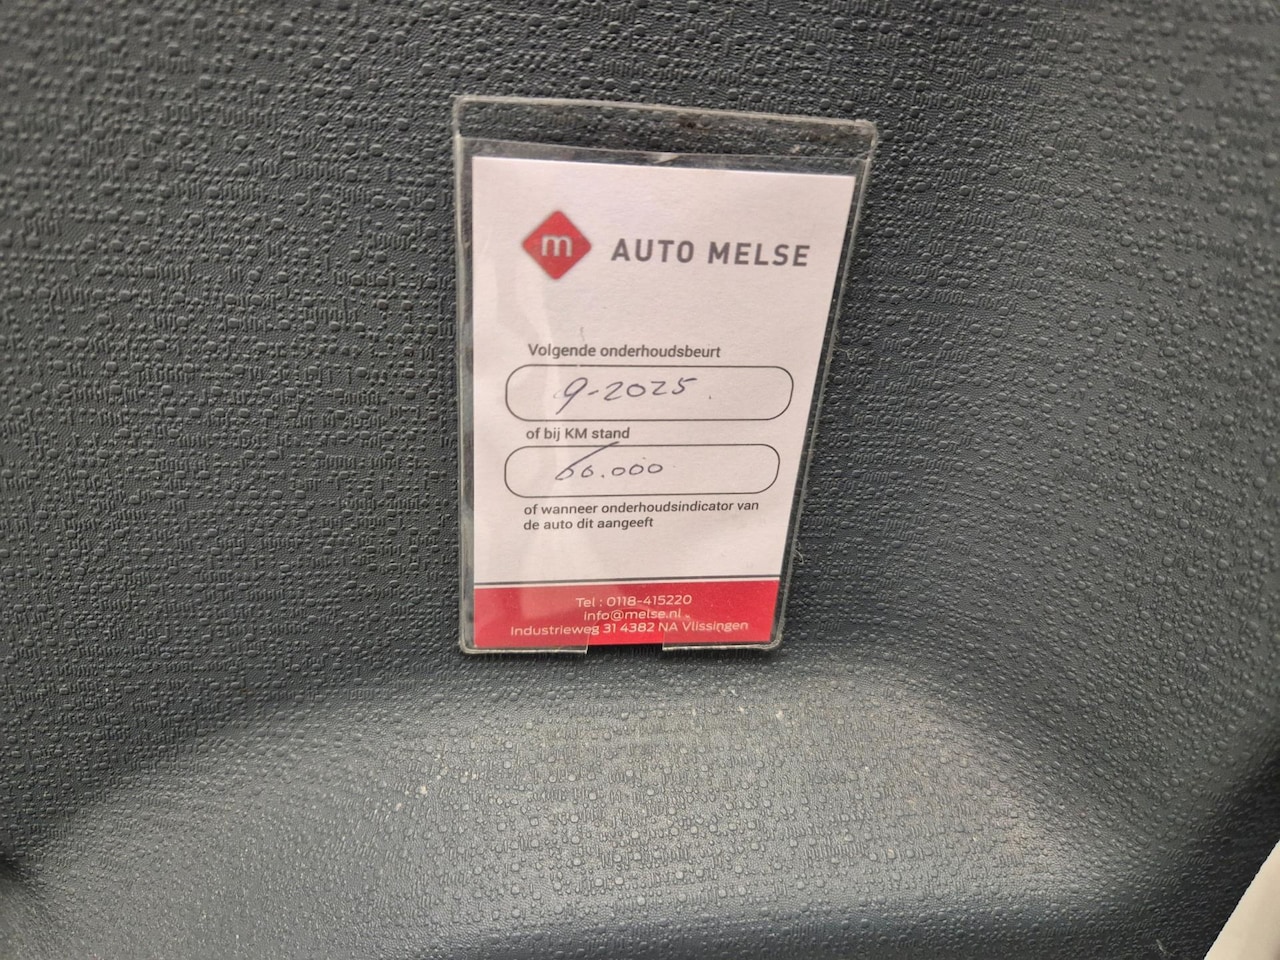 m AUTO MELSE
Volgende onderhoudsbeurt
9-2025.
of bij KM stand
60.000
of wanneer onderhoudsindicator van
de auto dit aangeeft
Tel : 0118-415220
info@melse.nl
Industrieweg 31 4382 NA Vlissingen